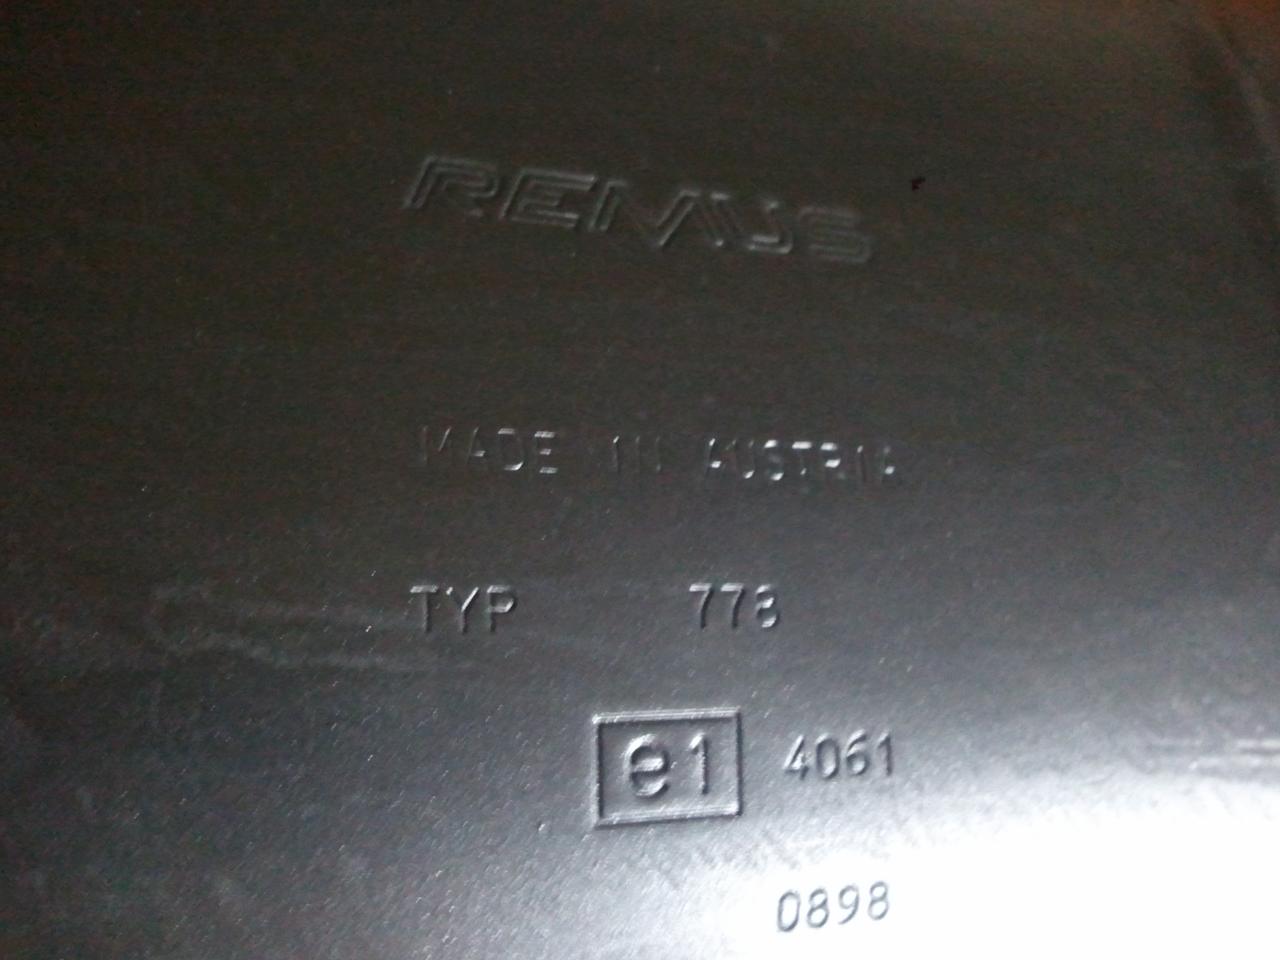 REMUS
MADE IN AUSTRIA
TYP 778
e1 4061
0898